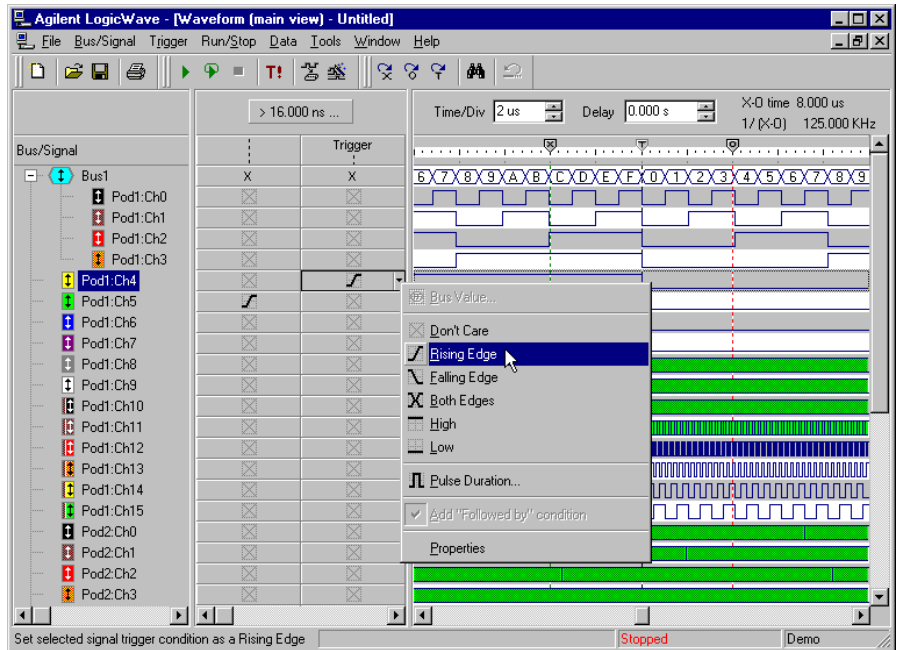 Agilent LogicWave - [Waveform (main view) - Untitled]
File Bus/Signal Trigger Run/Stop Data Tools Window Help
T!
> 16.000 ns ...
Time/Div 2 us Delay 0.000 s
X-O time 8.000 us
1/ (X-O) 125.000 KHz
Bus/Signal Trigger
X T O
Bus1 X X 6 7 8 9 A B C D E F 0 1 2 3 4 5 6 7 8 9
Pod1:Ch0
Pod1:Ch1
Pod1:Ch2
Pod1:Ch3
Pod1:Ch4
Pod1:Ch5
Pod1:Ch6
Pod1:Ch7
Pod1:Ch8
Pod1:Ch9
Pod1:Ch10
Pod1:Ch11
Pod1:Ch12
Pod1:Ch13
Pod1:Ch14
Pod1:Ch15
Pod2:Ch0
Pod2:Ch1
Pod2:Ch2
Pod2:Ch3
Bus Value...
Don't Care
Rising Edge
Falling Edge
Both Edges
High
Low
Pulse Duration...
Add "Followed by" condition
Properties
Set selected signal trigger condition as a Rising Edge Stopped Demo